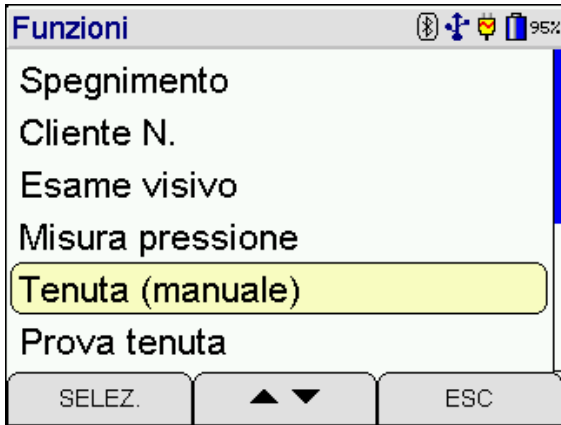 Funzioni 95%
Spegnimento
Cliente N.
Esame visivo
Misura pressione
Tenuta (manuale)
Prova tenuta
SELEZ. ▲ ▼ ESC